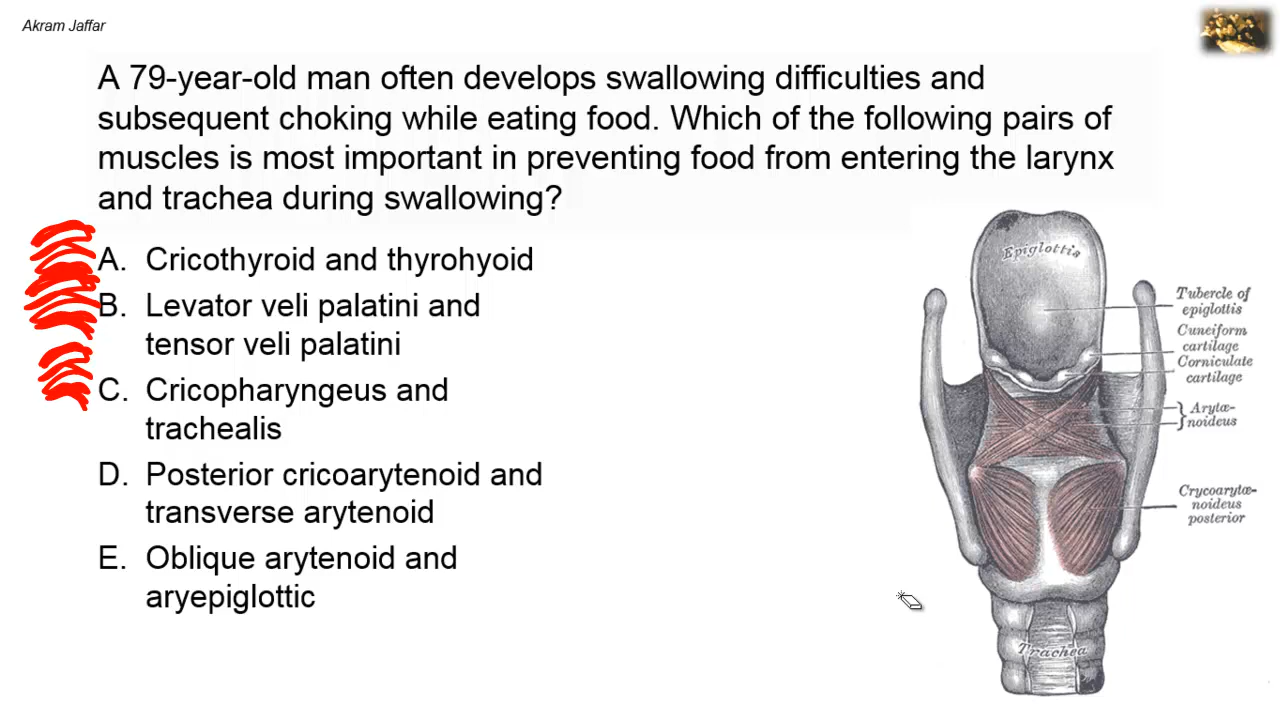 Akram Jaffar
A 79-year-old man often develops swallowing difficulties and
subsequent choking while eating food. Which of the following pairs of
muscles is most important in preventing food from entering the larynx
and trachea during swallowing?
A. Cricothyroid and thyrohyoid
B. Levator veli palatini and
tensor veli palatini
C. Cricopharyngeus and
trachealis
D. Posterior cricoarytenoid and
transverse arytenoid
E. Oblique arytenoid and
aryepiglottic
Epiglottis
Tubercle of
epiglottis
Cuneiform
cartilage
Corniculate
cartilage
Arytæ-
noideus
Crycoarytæ-
noideus
posterior
Trachea